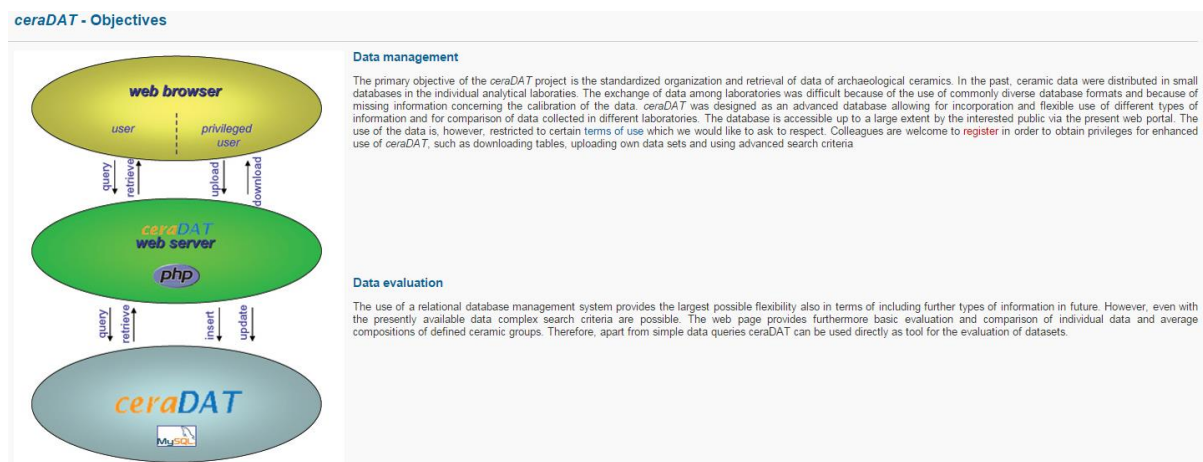 ceraDAT - Objectives
web browser
user
privileged
user
query
retrieve
upload
download
ceraDAT
web server
php
query
retrieve
insert
update
ceraDAT
MySQL
Data management
The primary objective of the ceraDAT project is the standardized organization and retrieval of data of archaeological ceramics. In the past, ceramic data were distributed in small
databases in the individual analytical laboraties. The exchange of data among laboratories was difficult because of the use of commonly diverse database formats and because of
missing information concerning the calibration of the data. ceraDAT was designed as an advanced database allowing for incorporation and flexible use of different types of
information and for comparison of data collected in different laboratories. The database is accessible up to a large extent by the interested public via the present web portal. The
use of the data is, however, restricted to certain terms of use which we would like to ask to respect. Colleagues are welcome to register in order to obtain privileges for enhanced
use of ceraDAT, such as downloading tables, uploading own data sets and using advanced search criteria
Data evaluation
The use of a relational database management system provides the largest possible flexibility also in terms of including further types of information in future. However, even with
the presently available data complex search criteria are possible. The web page provides furthermore basic evaluation and comparison of individual data and average
compositions of defined ceramic groups. Therefore, apart from simple data queries ceraDAT can be used directly as tool for the evaluation of datasets.